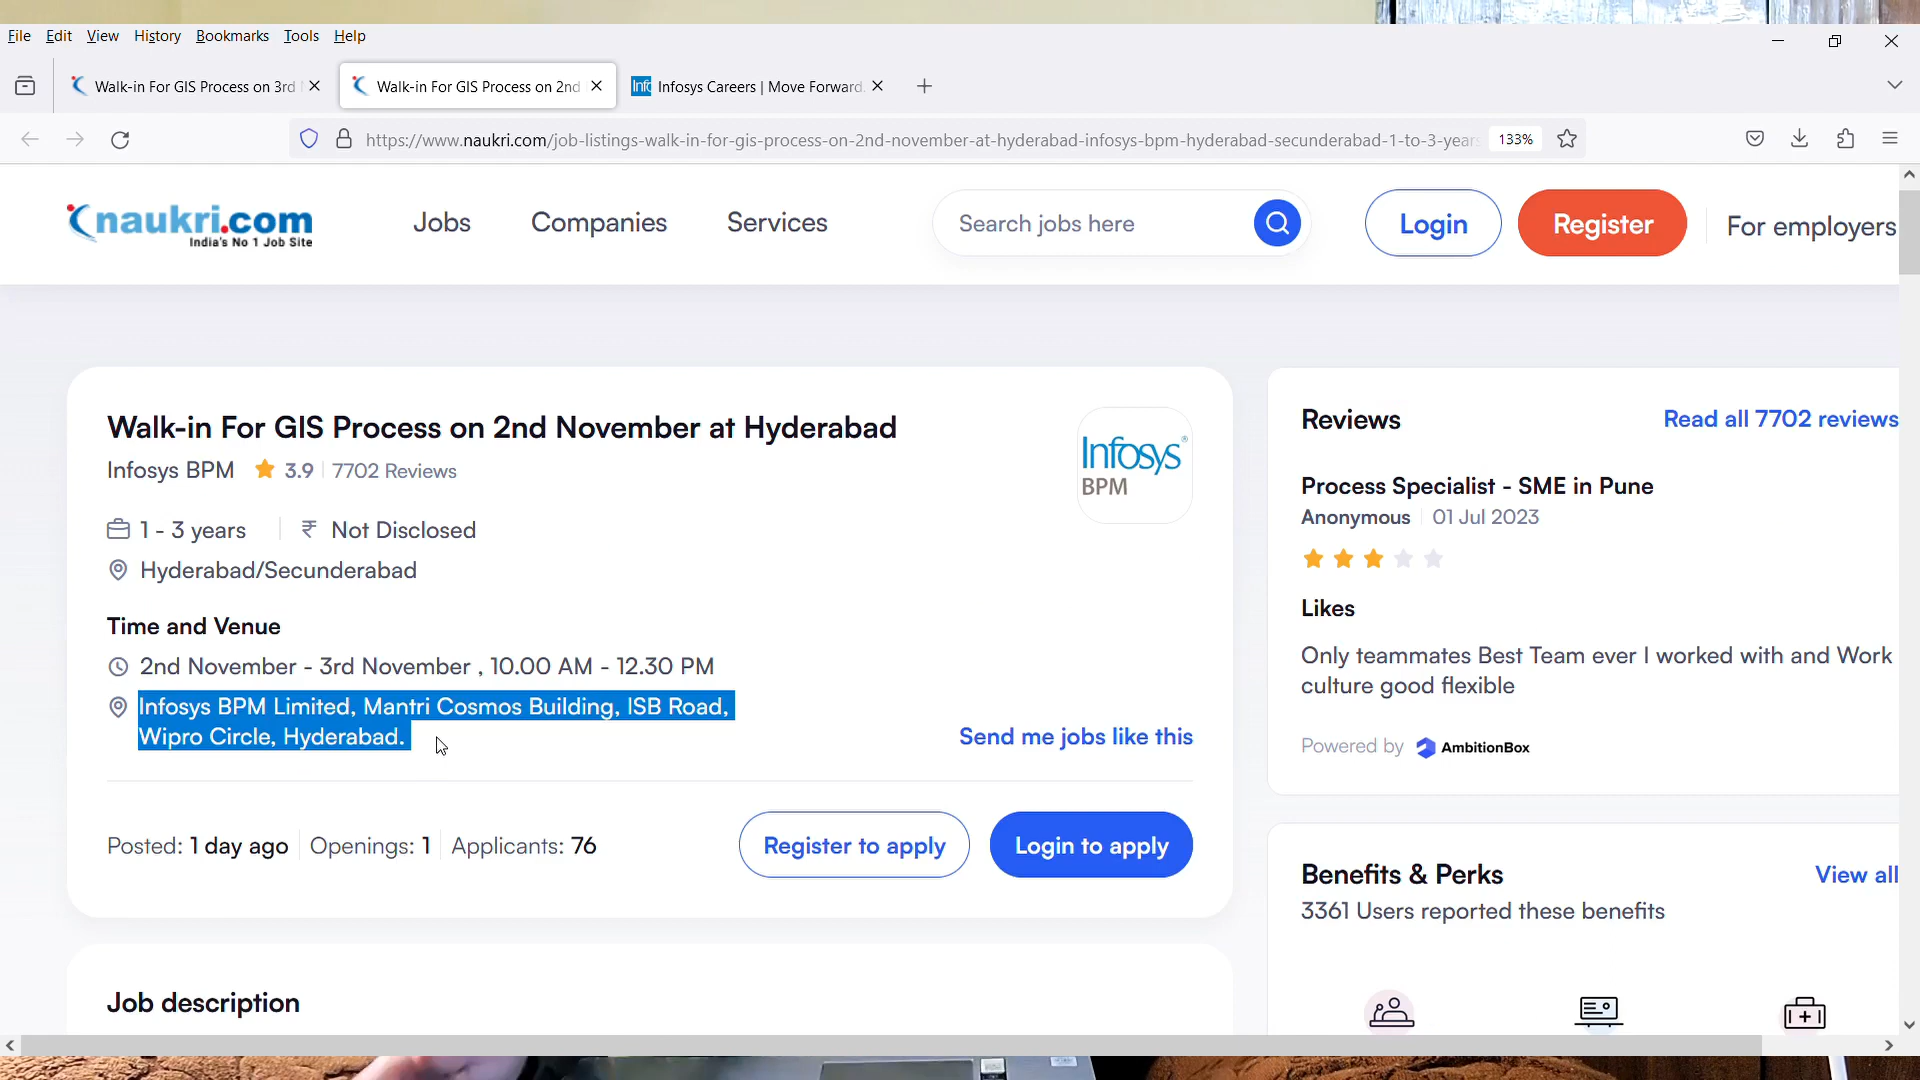 File Edit View History Bookmarks Tools Help
Walk-in For GIS Process on 3rd
Walk-in For GIS Process on 2nd
Infosys Careers | Move Forward.
https://www.naukri.com/job-listings-walk-in-for-gis-process-on-2nd-november-at-hyderabad-infosys-bpm-hyderabad-secunderabad-1-to-3-years
133%
naukri.com
India's No 1 Job Site
Jobs
Companies
Services
Search jobs here
Login
Register
For employers
Walk-in For GIS Process on 2nd November at Hyderabad
Infosys BPM 3.9 7702 Reviews
Infosys®
BPM
1 - 3 years ₹ Not Disclosed
Hyderabad/Secunderabad
Time and Venue
2nd November - 3rd November , 10.00 AM - 12.30 PM
Infosys BPM Limited, Mantri Cosmos Building, ISB Road,
Wipro Circle, Hyderabad.
Send me jobs like this
Posted: 1 day ago Openings: 1 Applicants: 76
Register to apply
Login to apply
Job description
Reviews
Read all 7702 reviews
Process Specialist - SME in Pune
Anonymous 01 Jul 2023
Likes
Only teammates Best Team ever I worked with and Work
culture good flexible
Powered by AmbitionBox
Benefits & Perks
View all
3361 Users reported these benefits